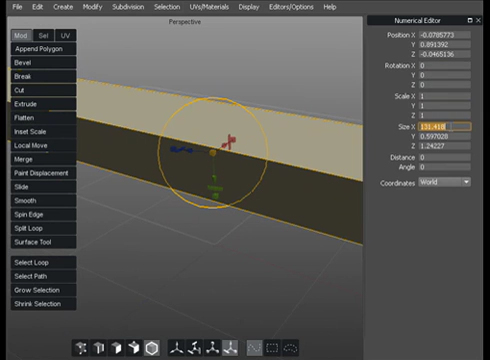 File Edit Create Modify Subdivision Selection UVs/Materials Display Editors/Options Help
Perspective
Numerical Editor
Mod Sel UV
Append Polygon
Bevel
Break
Cut
Extrude
Flatten
Inset Scale
Local Move
Merge
Paint Displacement
Slide
Smooth
Spin Edge
Split Loop
Surface Tool
Select Loop
Select Path
Grow Selection
Shrink Selection
Position X -0.0785773
Y 0.891392
Z -0.0465136
Rotation X 0
Y 0
Z 0
Scale X 1
Y 1
Z 1
Size X 131.418
Y 0.597028
Z 1.24227
Distance 0
Angle 0
Coordinates World